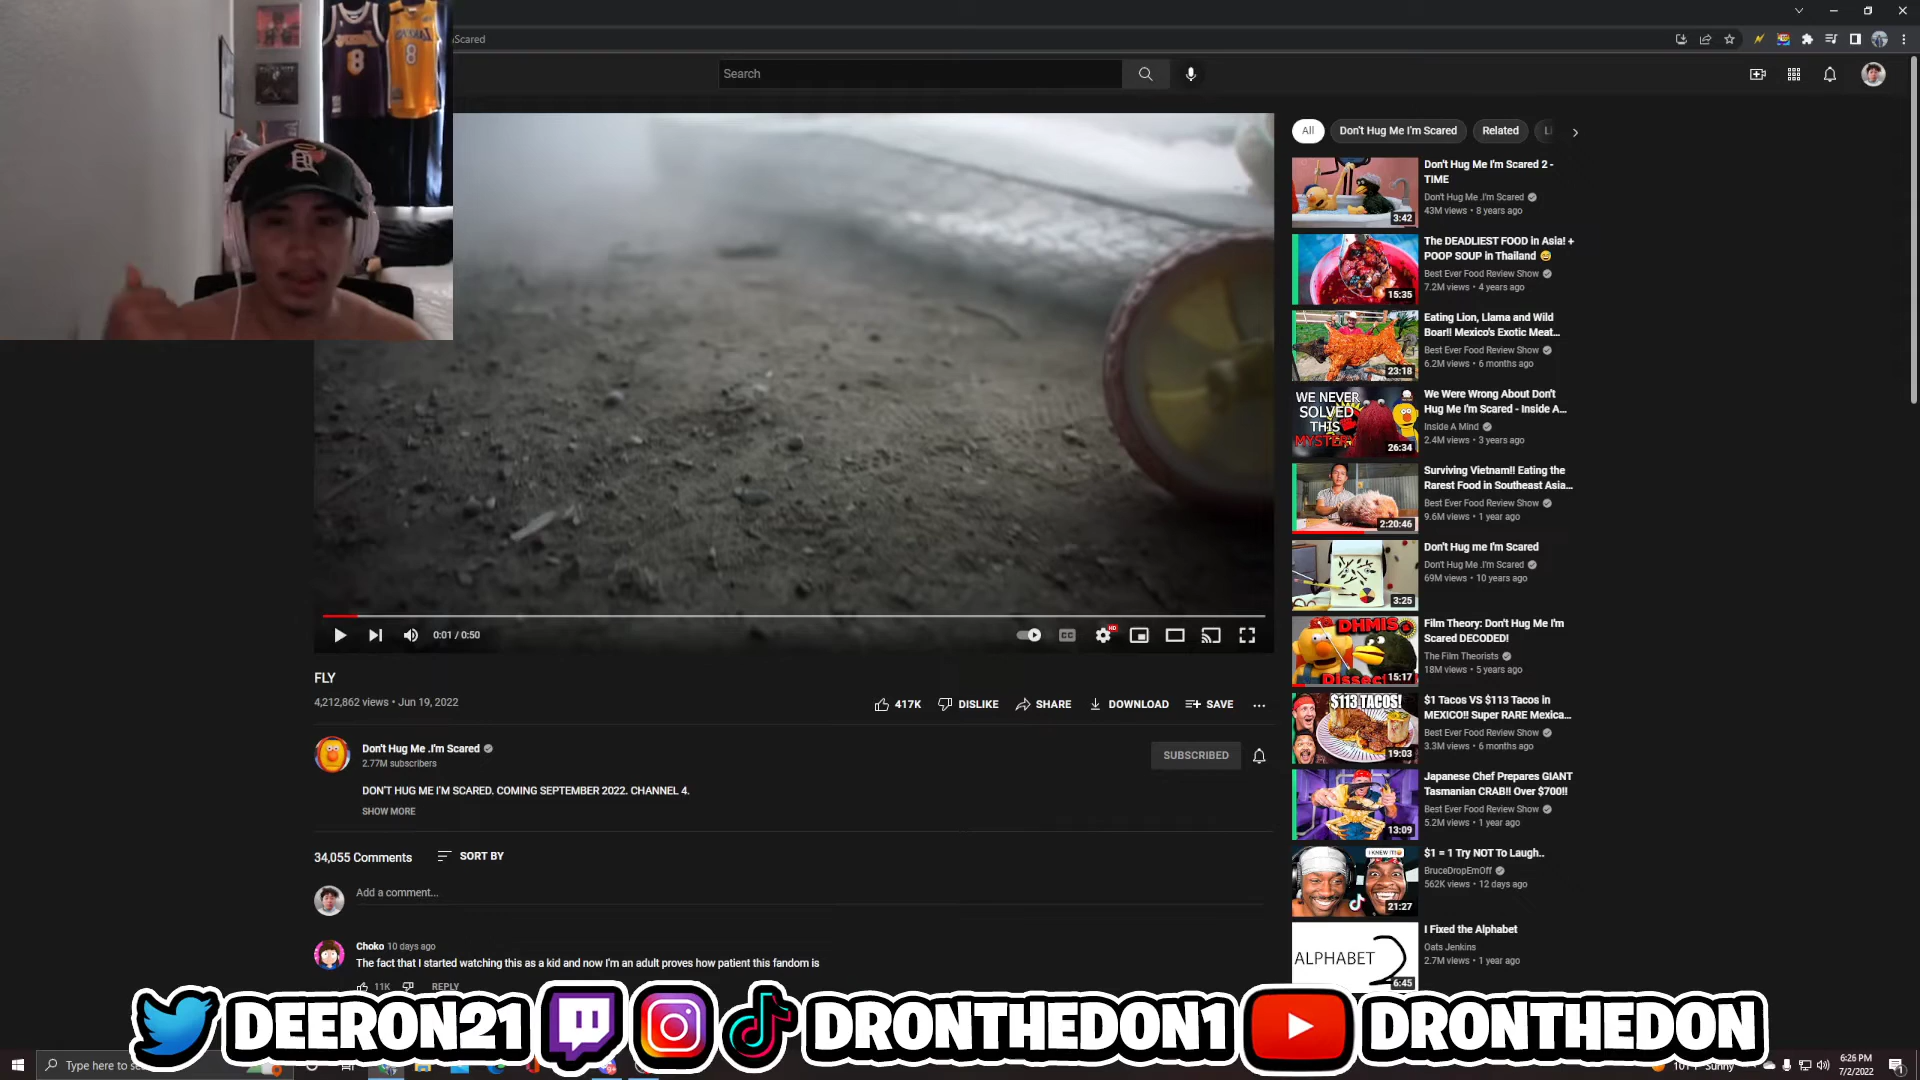 Scared
Search
All
Don't Hug Me I'm Scared
Related
Don't Hug Me I'm Scared 2 -
TIME
Don't Hug Me .I'm Scared
43M views • 8 years ago
3:42
The DEADLIEST FOOD in Asia! +
POOP SOUP in Thailand 😅
Best Ever Food Review Show
7.2M views • 4 years ago
15:35
Eating Lion, Llama and Wild
Boar!! Mexico's Exotic Meat...
Best Ever Food Review Show
6.2M views • 6 months ago
23:18
WE NEVER
SOLVED
THIS
MYSTERY
26:34
We Were Wrong About Don't
Hug Me I'm Scared - Inside A...
Inside A Mind
2.4M views • 3 years ago
Surviving Vietnam!! Eating the
Rarest Food in Southeast Asia...
Best Ever Food Review Show
9.6M views • 1 year ago
2:20:46
Don't Hug me I'm Scared
Don't Hug Me .I'm Scared
69M views • 10 years ago
3:25
DHMIS
15:17
Film Theory: Don't Hug Me I'm
Scared DECODED!
The Film Theorists
18M views • 5 years ago
$113 TACOS!
19:03
$1 Tacos VS $113 Tacos in
MEXICO!! Super RARE Mexica...
Best Ever Food Review Show
3.3M views • 6 months ago
Japanese Chef Prepares GIANT
Tasmanian CRAB!! Over $700!!
Best Ever Food Review Show
5.2M views • 1 year ago
13:09
I KNEW IT!
21:27
$1 = 1 Try NOT To Laugh..
BruceDropEmOff
562K views • 12 days ago
ALPHABET 2
6:45
I Fixed the Alphabet
Oats Jenkins
2.7M views • 1 year ago
0:01 / 0:50
CC
HD
FLY
4,212,862 views • Jun 19, 2022
417K
DISLIKE
SHARE
DOWNLOAD
SAVE
Don't Hug Me .I'm Scared
2.77M subscribers
SUBSCRIBED
DON'T HUG ME I'M SCARED. COMING SEPTEMBER 2022. CHANNEL 4.
SHOW MORE
34,055 Comments
SORT BY
Add a comment...
Choko 10 days ago
The fact that I started watching this as a kid and now I'm an adult proves how patient this fandom is
11K
REPLY
DEERON21
DRONTHEDON1
DRONTHEDON
Type here to
6:26 PM
7/2/2022
8
8
D